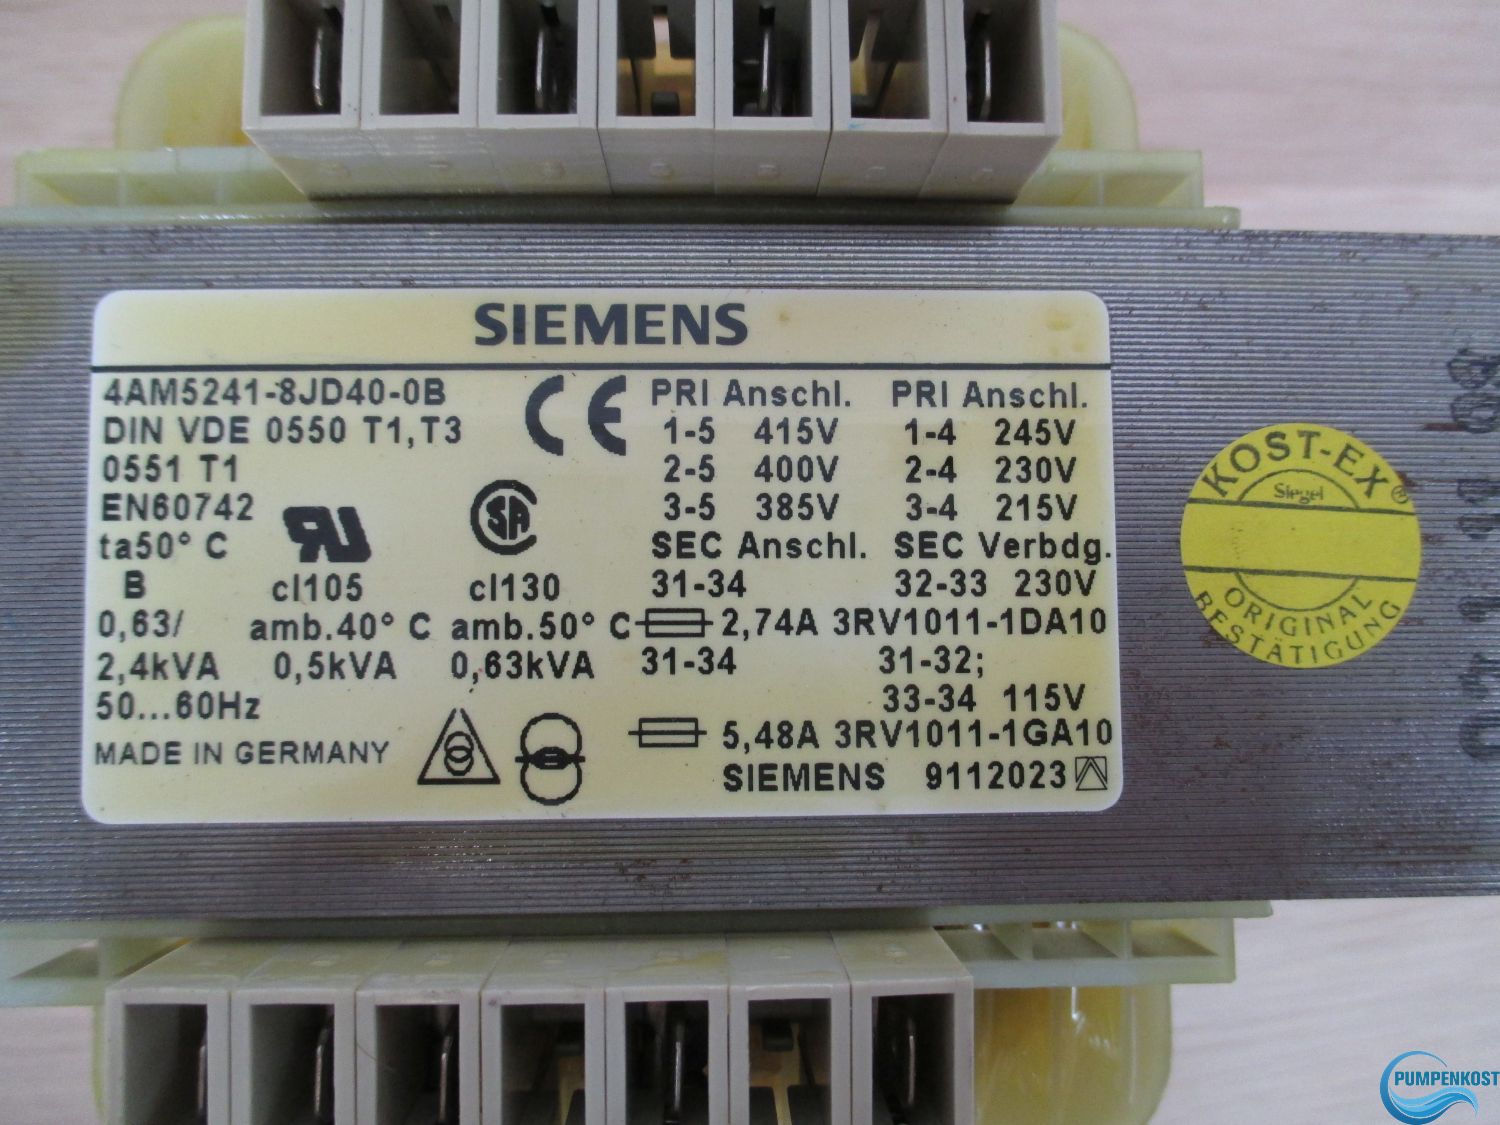 SIEMENS
4AM5241-8JD40-0B
DIN VDE 0550 T1,T3
0551 T1
EN60742
ta50° C
B
cl105
cl130
0,63/
amb.40° C
amb.50° C
2,4kVA
0,5kVA
0,63kVA
50...60Hz
MADE IN GERMANY
CE
RU
SA
PRI Anschl.
1-5 415V
2-5 400V
3-5 385V
PRI Anschl.
1-4 245V
2-4 230V
3-4 215V
SEC Anschl.
SEC Verbdg.
31-34
32-33 230V
2,74A 3RV1011-1DA10
31-34
31-32;
33-34 115V
5,48A 3RV1011-1GA10
SIEMENS 9112023
KOST-EX®
Siegel
ORIGINAL
BESTÄTIGUNG
PUMPENKOST